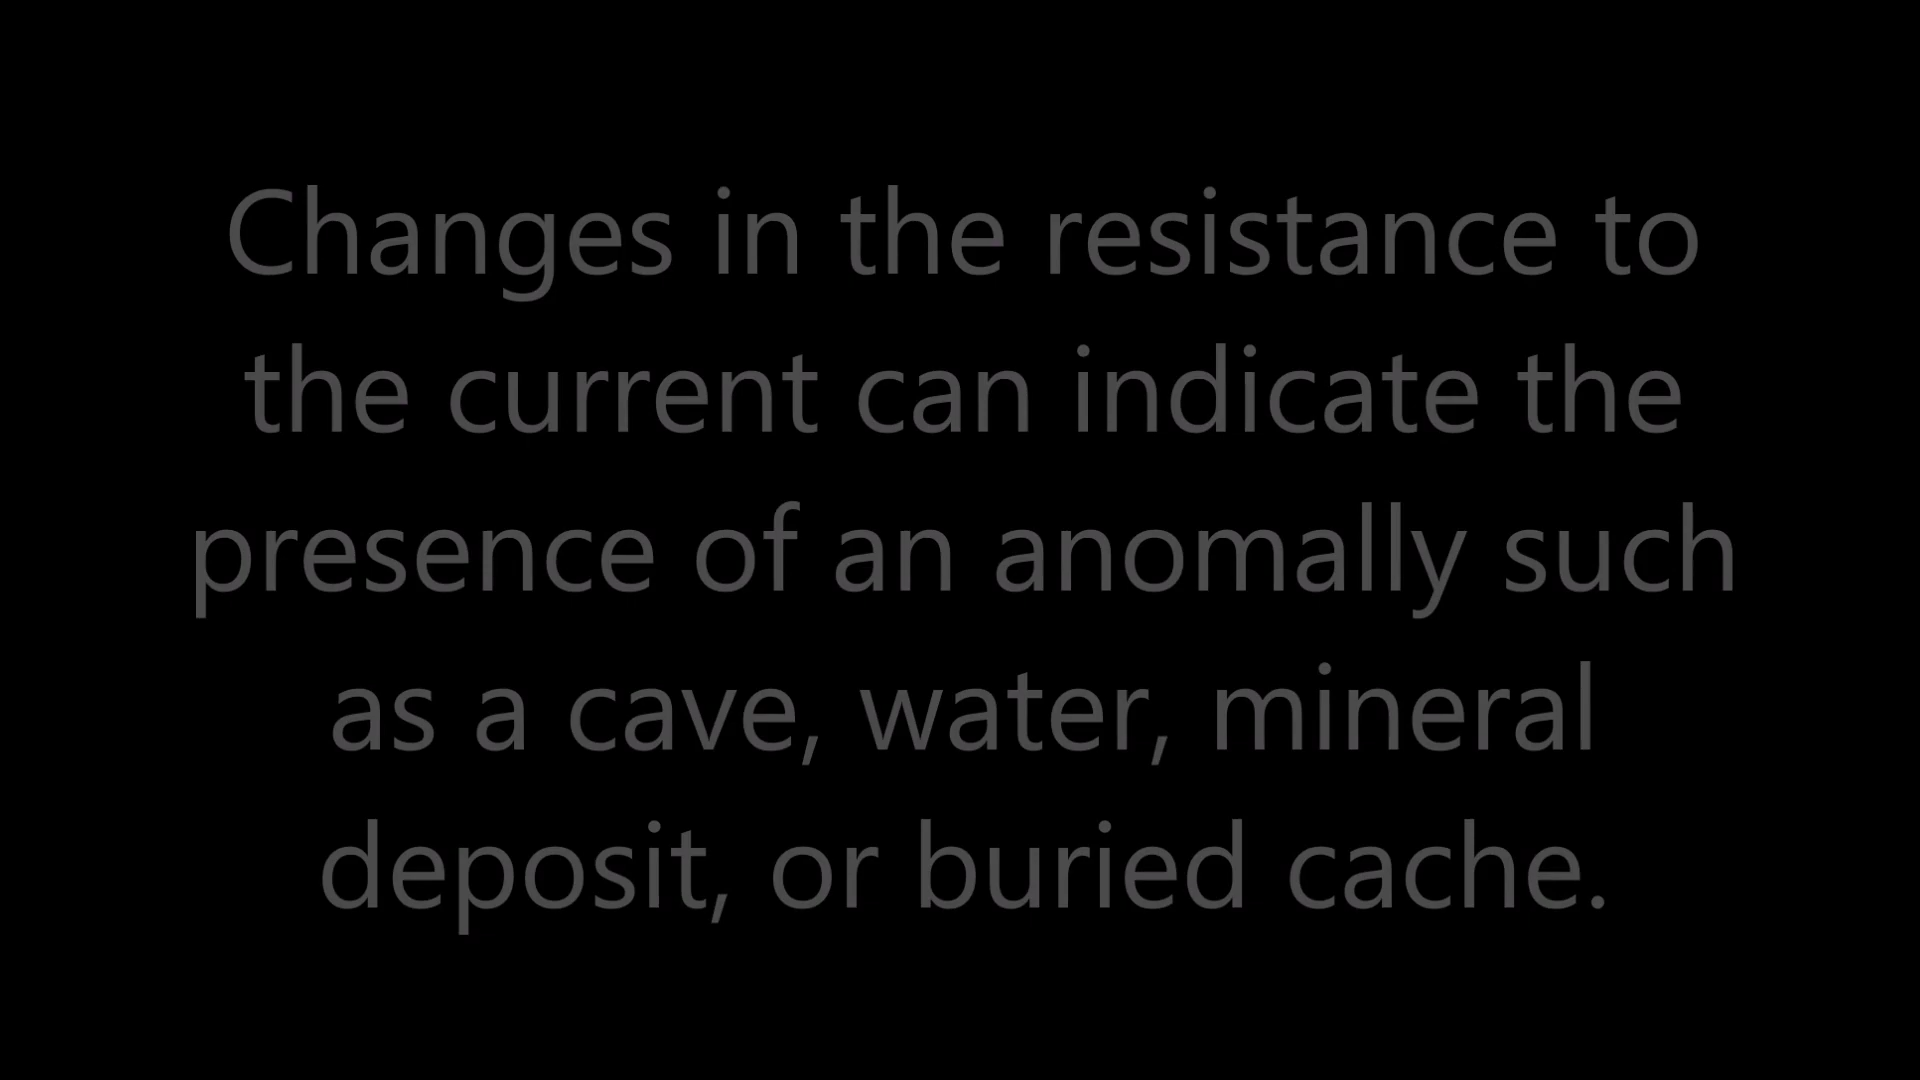 Changes in the resistance to
the current can indicate the
presence of an anomally such
as a cave, water, mineral
deposit, or buried cache.